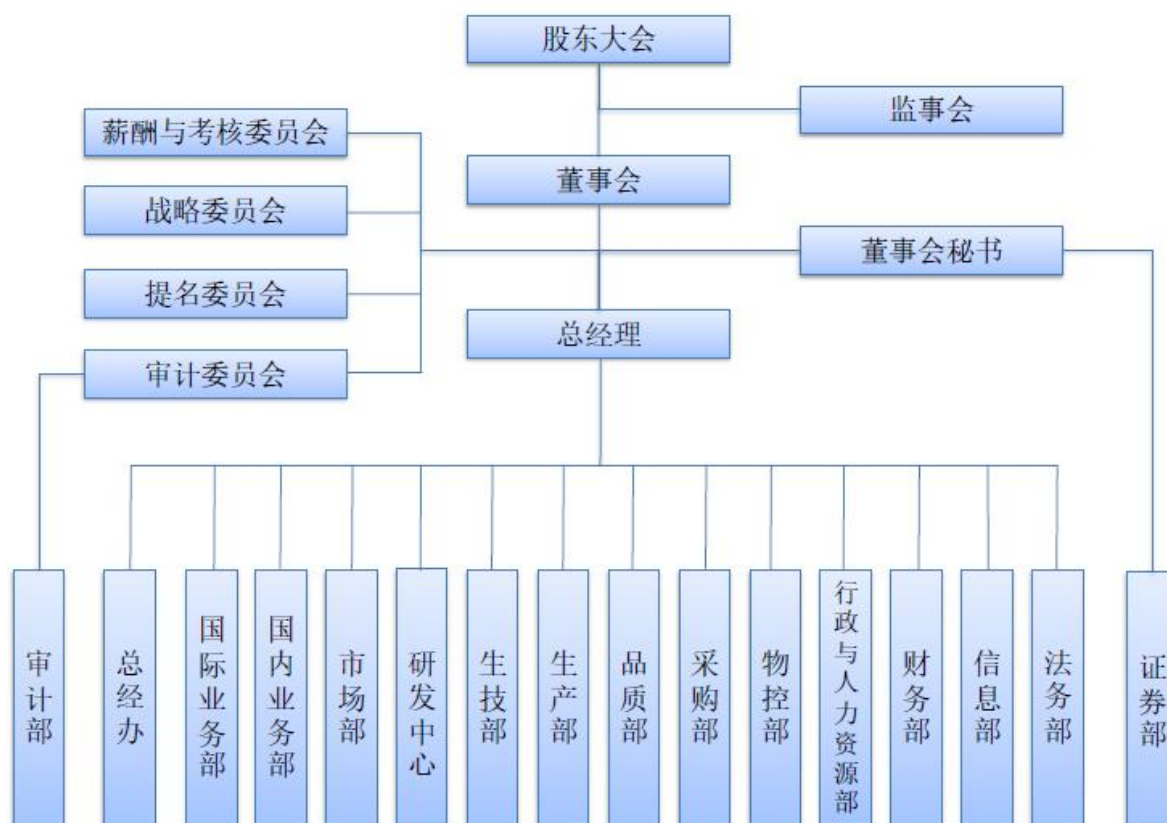 股东大会
监事会
薪酬与考核委员会
董事会
战略委员会
董事会秘书
提名委员会
总经理
审计委员会
审计部
总经办
国际业务部
国内业务部
市场部
研发中心
生技部
生产部
品质部
采购部
物控部
行政与人力资源部
财务部
信息部
法务部
证券部